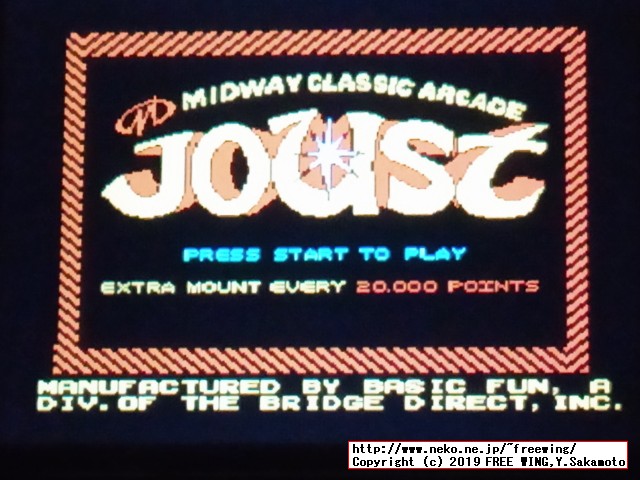 MIDWAY CLASSIC ARCADE
JOUST
PRESS START TO PLAY
EXTRA MOUNT EVERY 20,000 POINTS
MANUFACTURED BY BASIC FUN, A
DIV. OF THE BRIDGE DIRECT, INC.
http://www.neko.ne.jp/~freewing/
Copyright (c) 2019 FREE WING,Y.Sakamoto